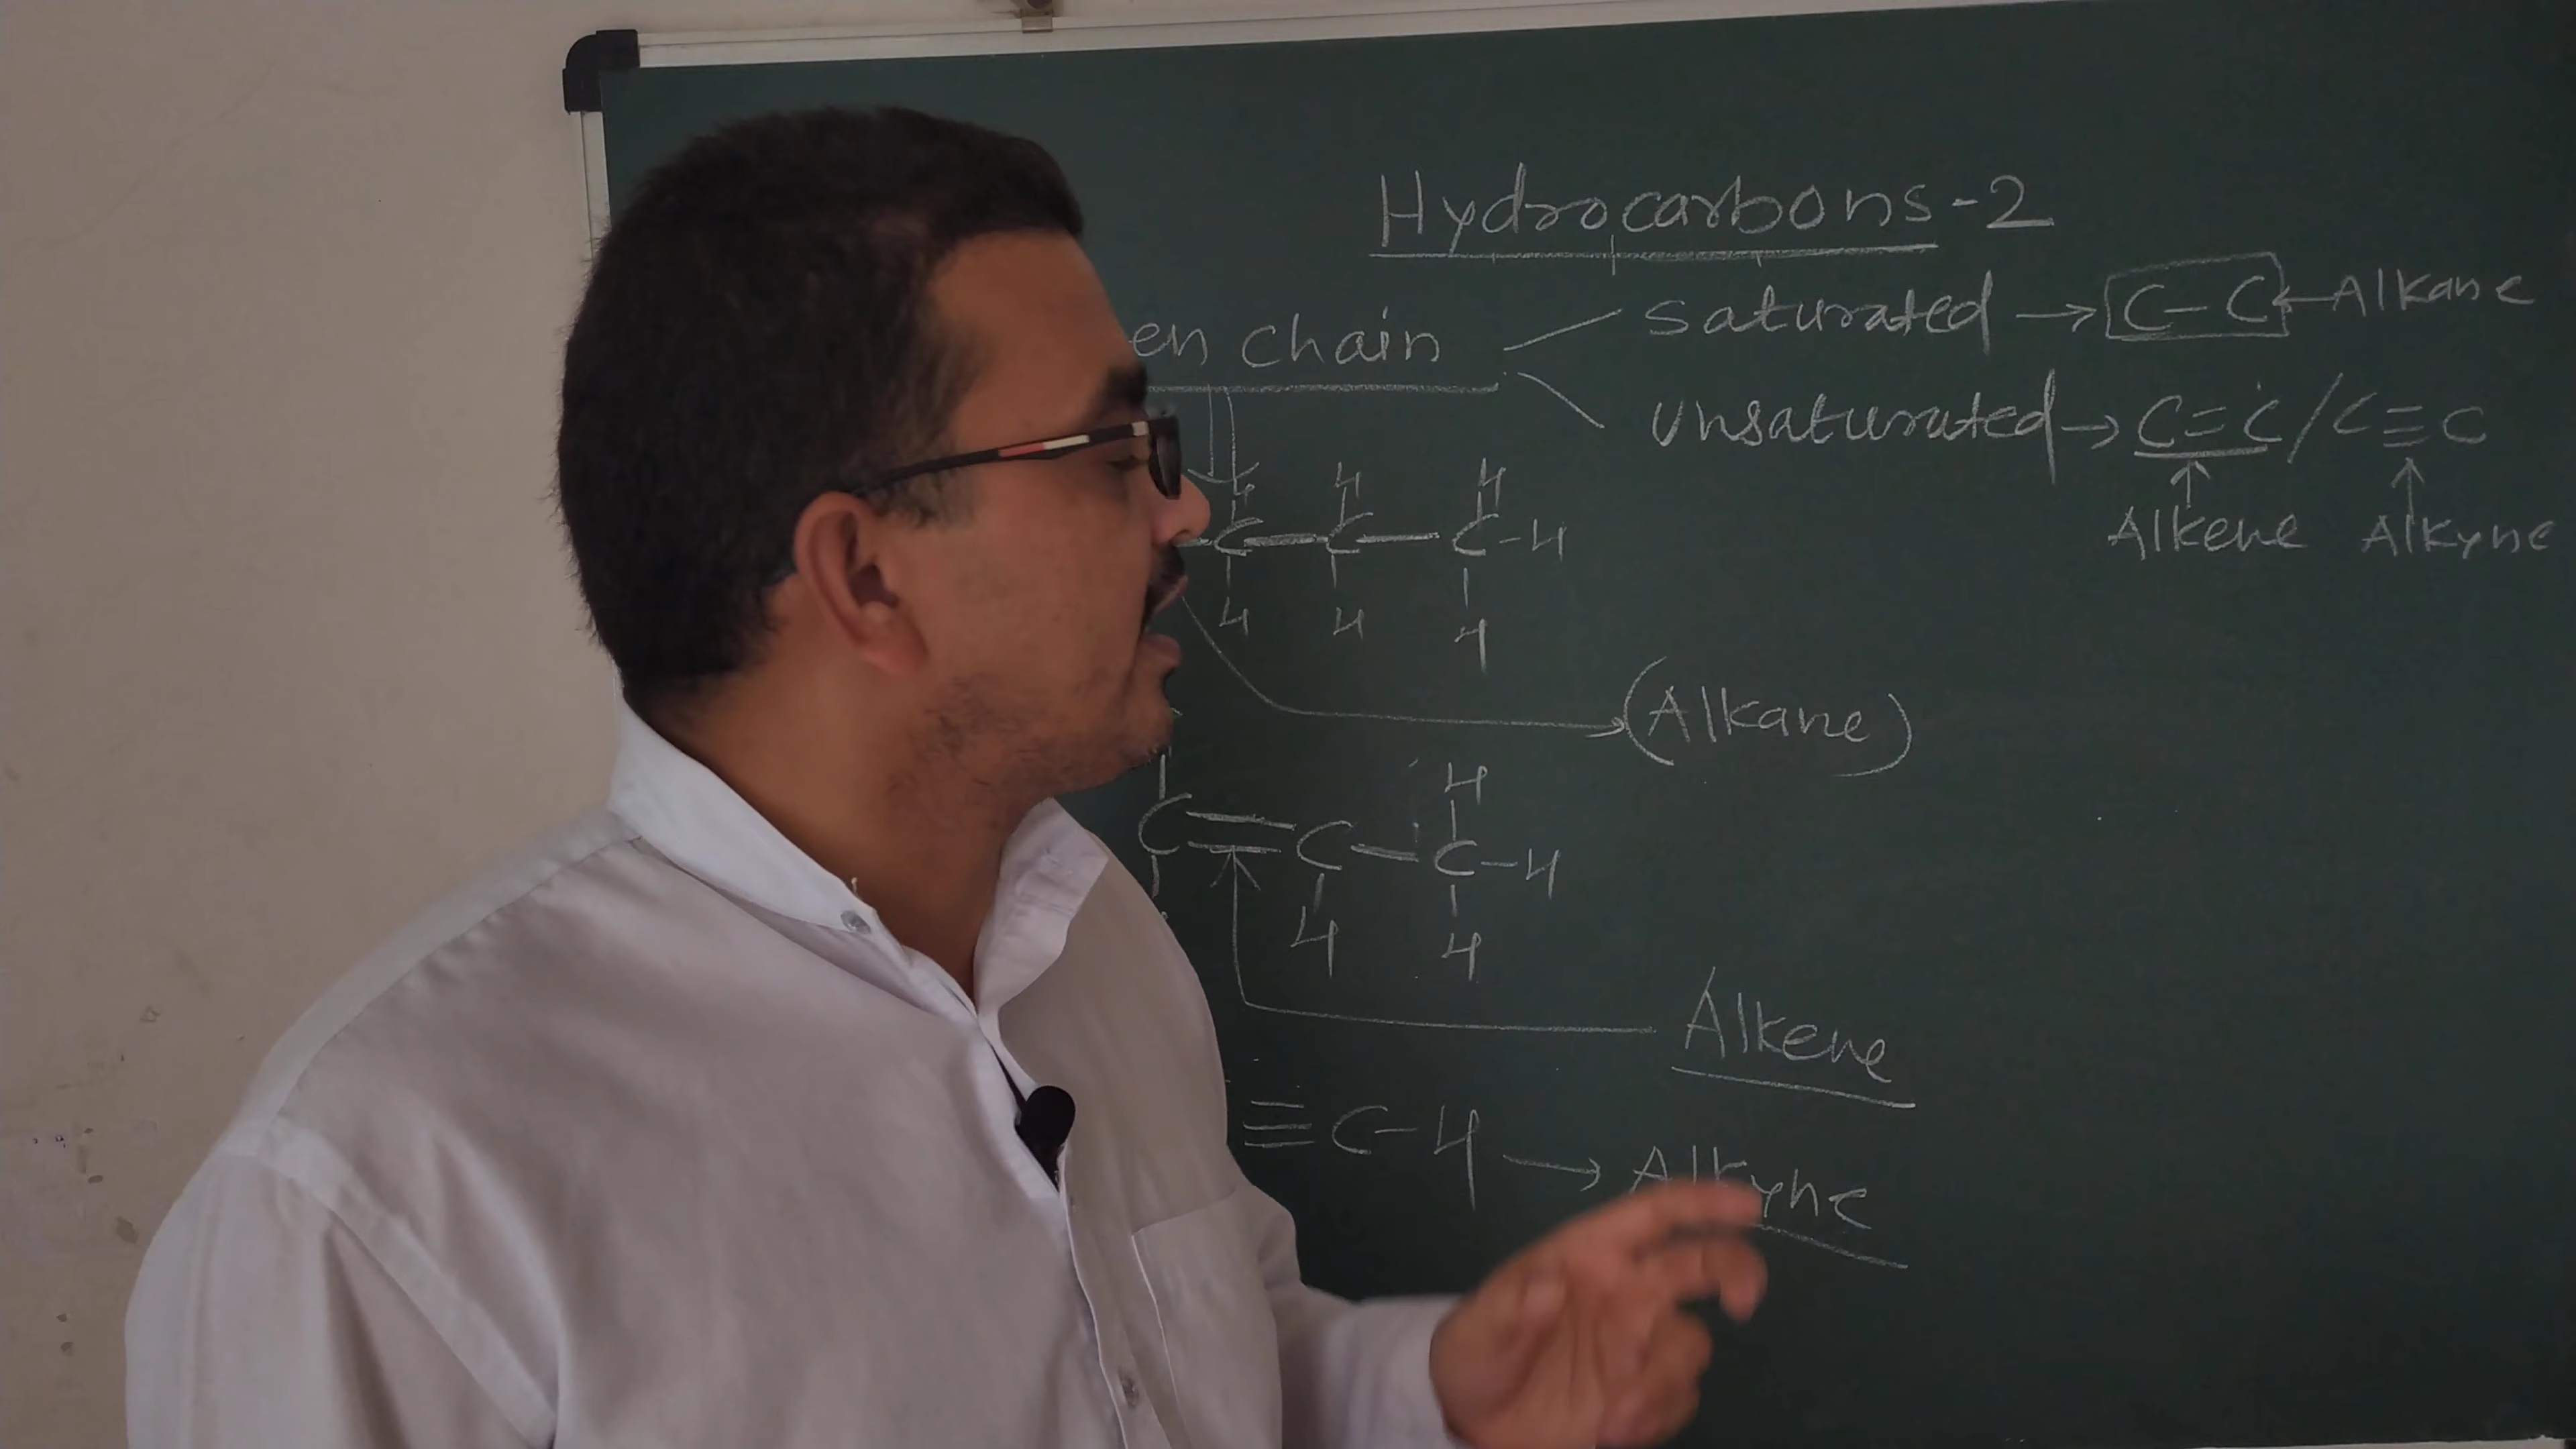 Hydrocarbons-2
en chain
saturated → C-C ← Alkane
Unsaturated → C=C / C≡C
Alkene Alkyne
H H H
C-C-C-H
H H H
(Alkane)
H
C=C-C-H
H H
Alkene
≡C-H → Alkyne